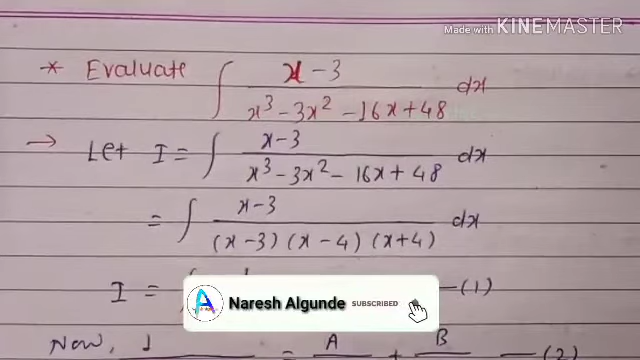 Made with KINEMASTER
* Evaluate ∫ x-3 / x³-3x²-16x+48 dx
→ Let I = ∫ x-3 / x³-3x²-16x+48 dx
= ∫ x-3 / (x-3)(x-4)(x+4) dx
I = ∫ —(1)
Naresh Algunde SUBSCRIBED
Now, 1 = A + B —(2)